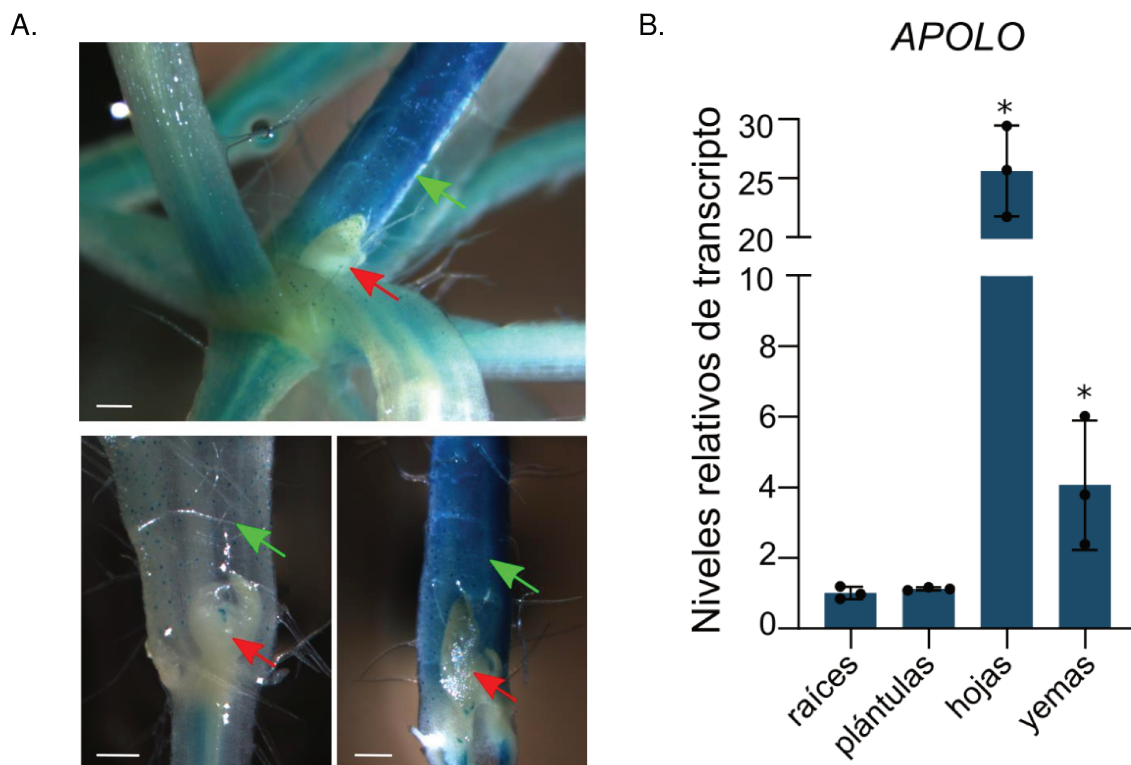 A.
B.
APOLO
Niveles relativos de transcripto
30
25
20
10
8
6
4
2
0
*
*
raíces
plántulas
hojas
yemas